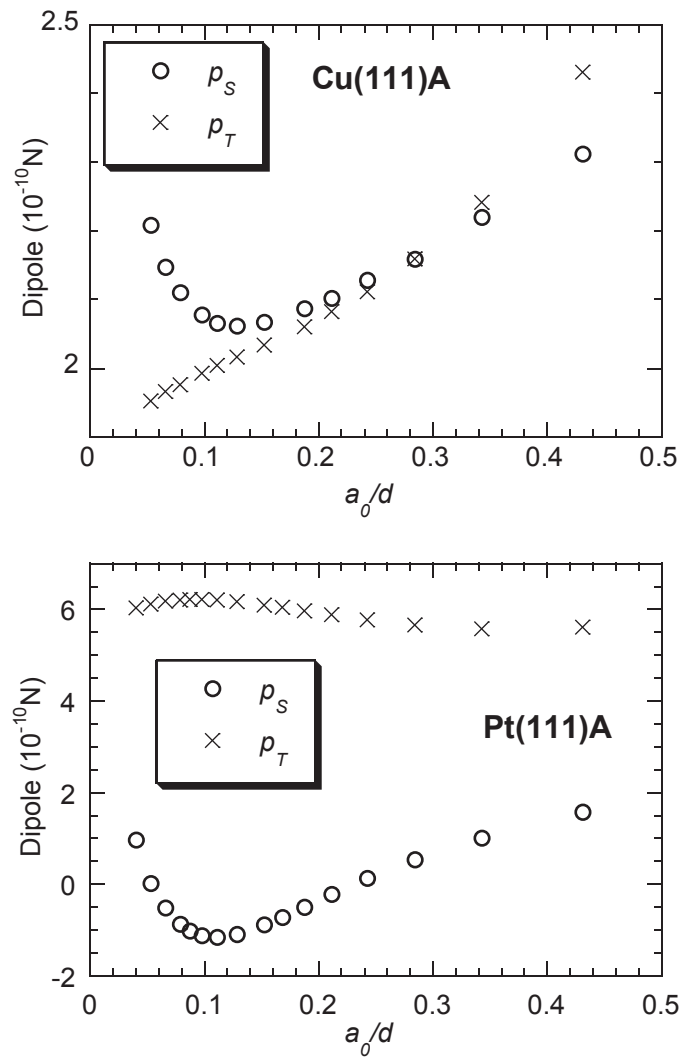 2.5
Cu(111)A
p_S
p_T
Dipole (10⁻¹⁰N)
2
0 0.1 0.2 0.3 0.4 0.5
a_0/d
6
p_S
p_T
Pt(111)A
4
Dipole (10⁻¹⁰N)
2
0
-2
0 0.1 0.2 0.3 0.4 0.5
a_0/d